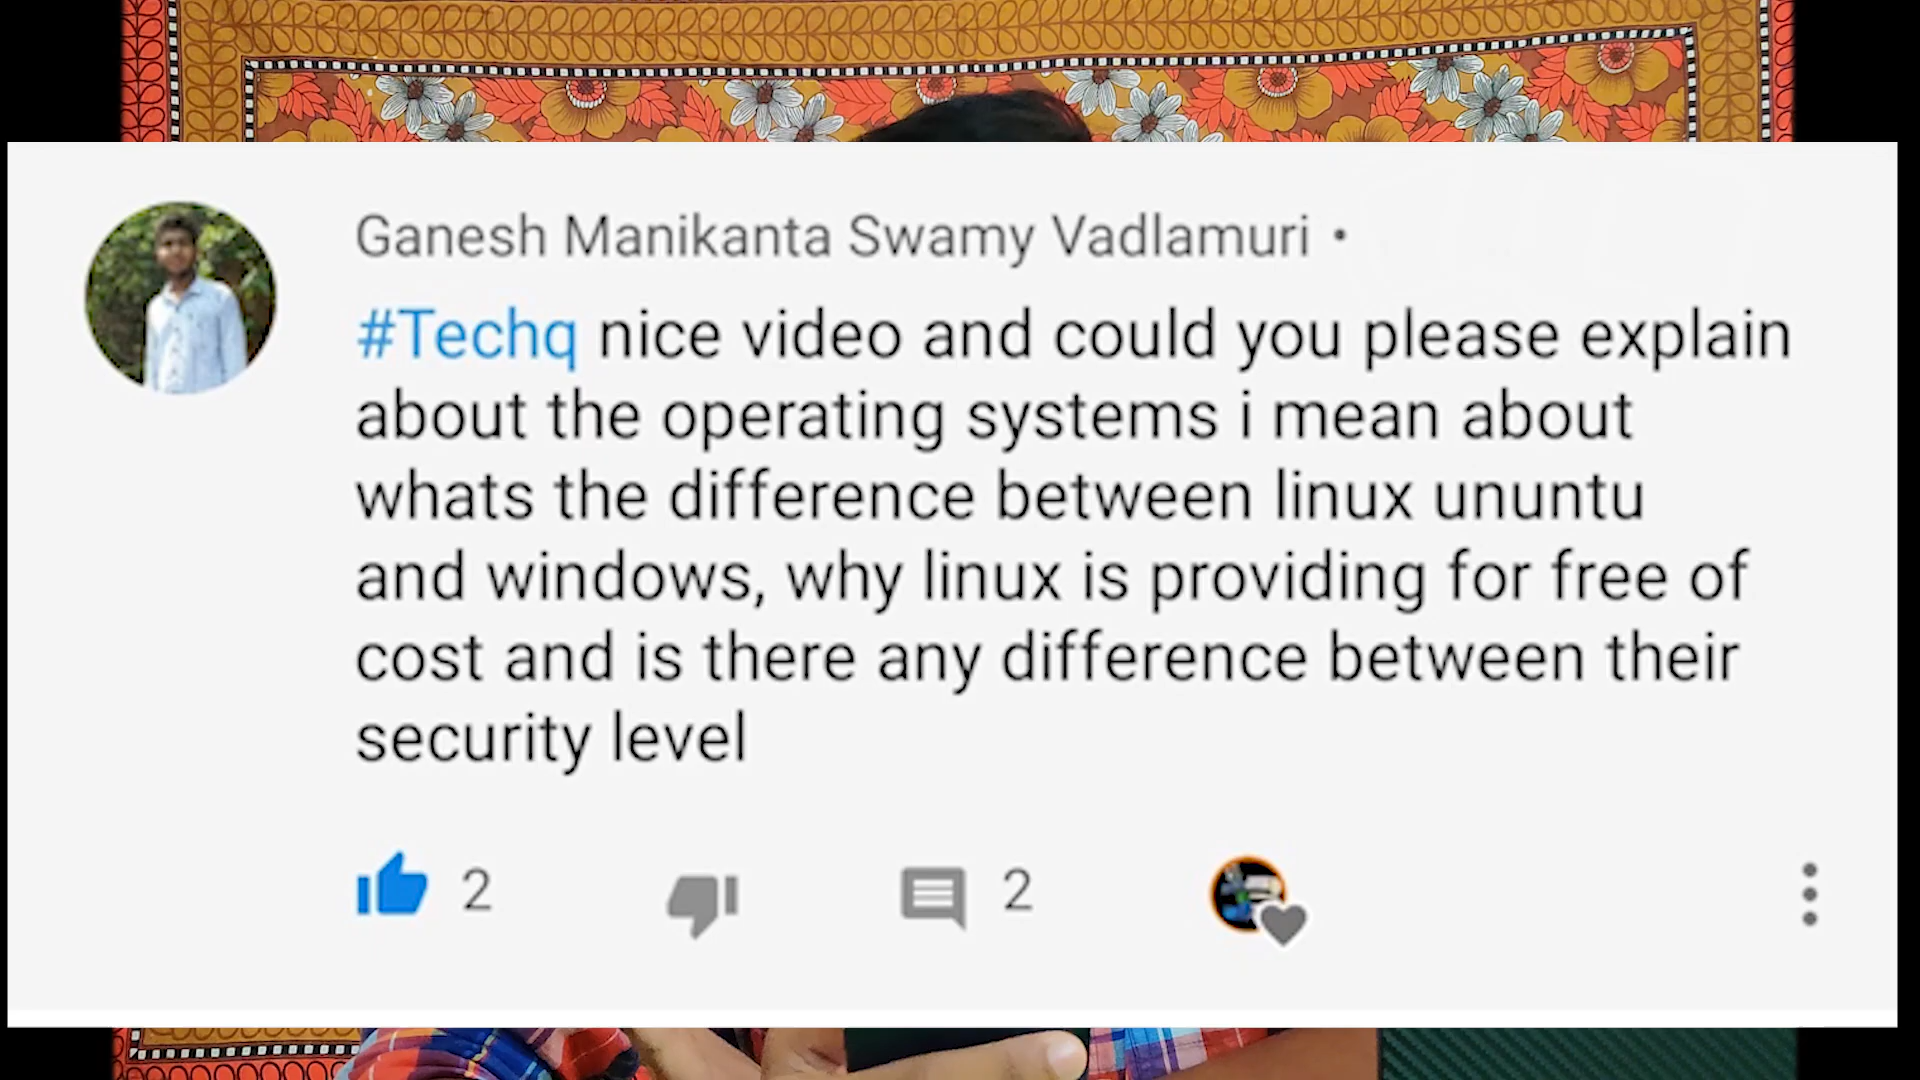 Ganesh Manikanta Swamy Vadlamuri •
#Techq nice video and could you please explain
about the operating systems i mean about
whats the difference between linux ununtu
and windows, why linux is providing for free of
cost and is there any difference between their
security level
2
2